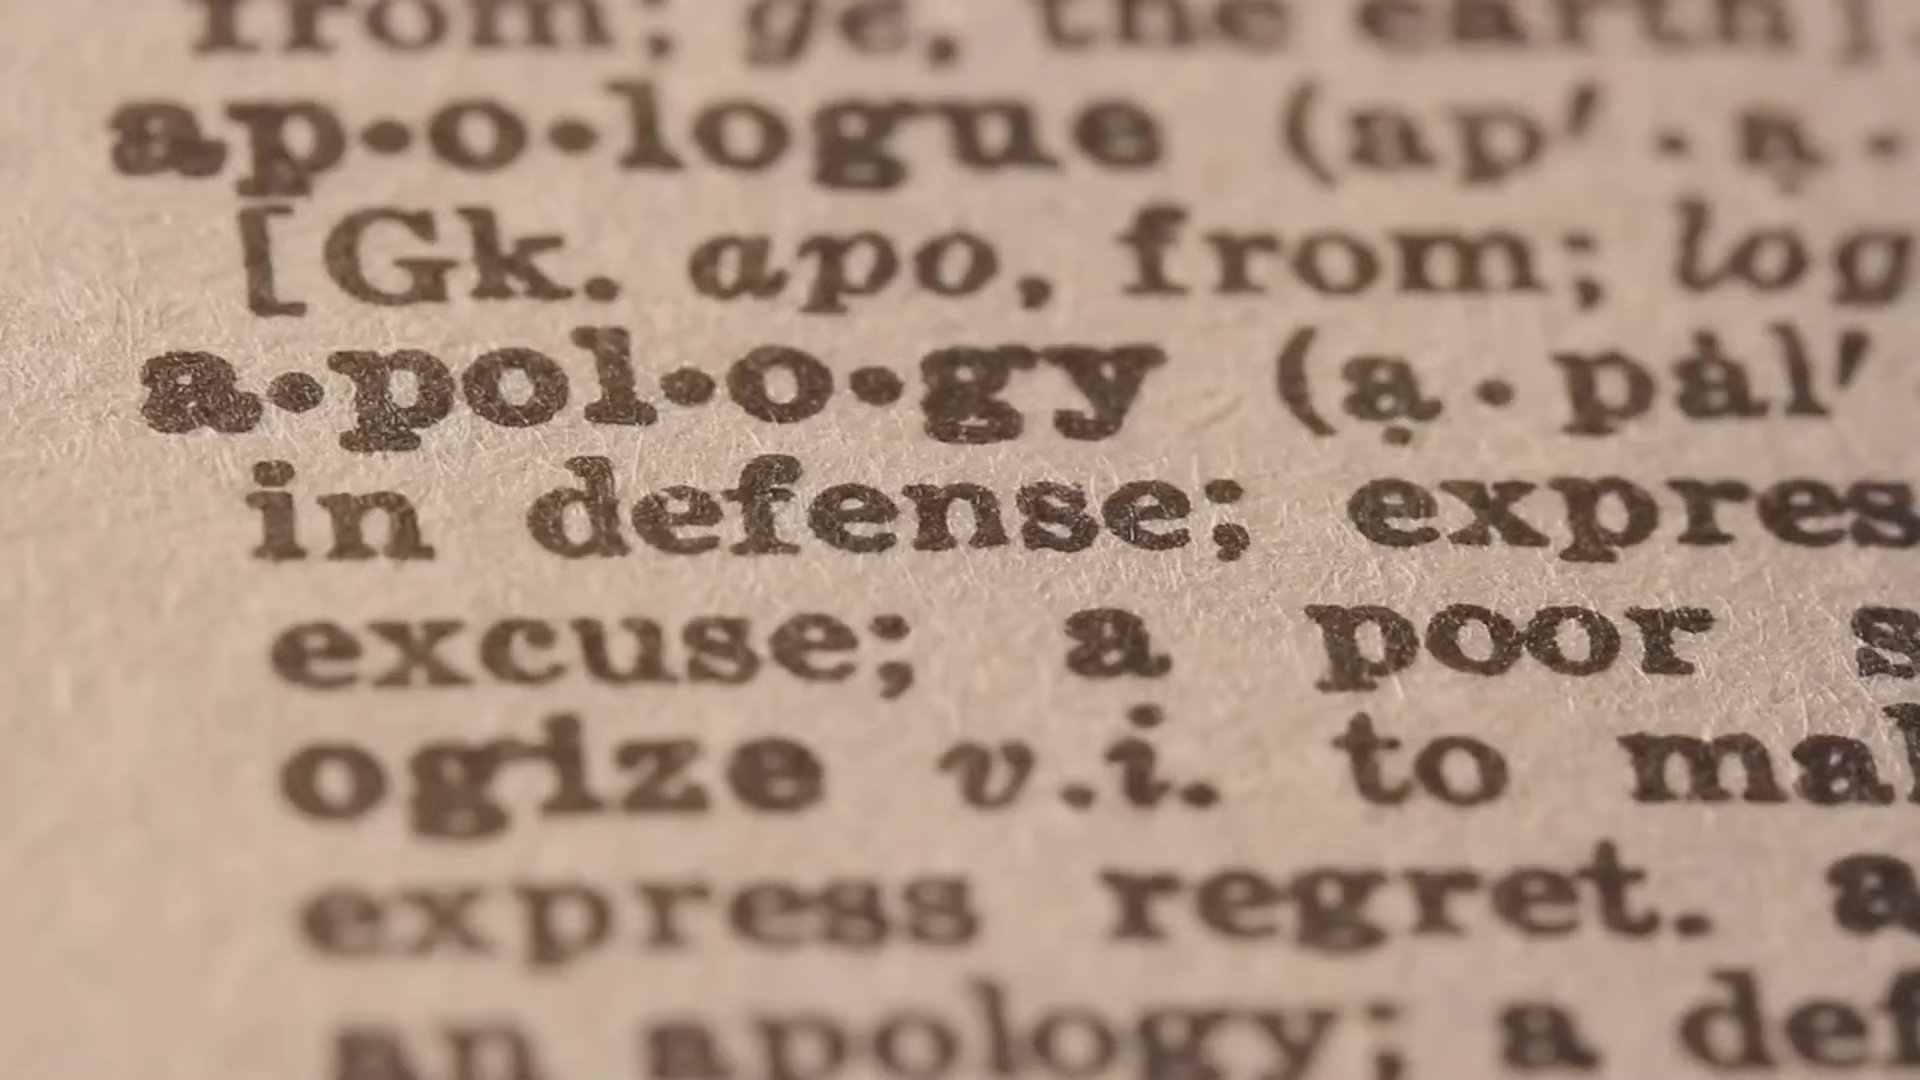 from; ge, the earth].
ap•o•logue (ap′·ạ·
[Gk. apo, from; log
a•pol•o•gy (ạ·pȧl′
in defense; expres
excuse; a poor s
ogize v.i. to mak
express regret. a
an apology; a def